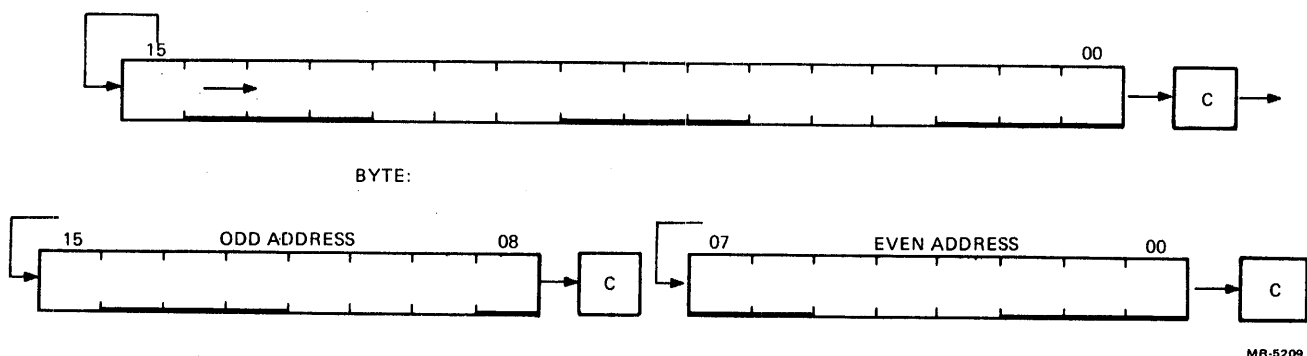 15 00
C
BYTE:
15 ODD ADDRESS 08 07 EVEN ADDRESS 00
C C
MR-5209